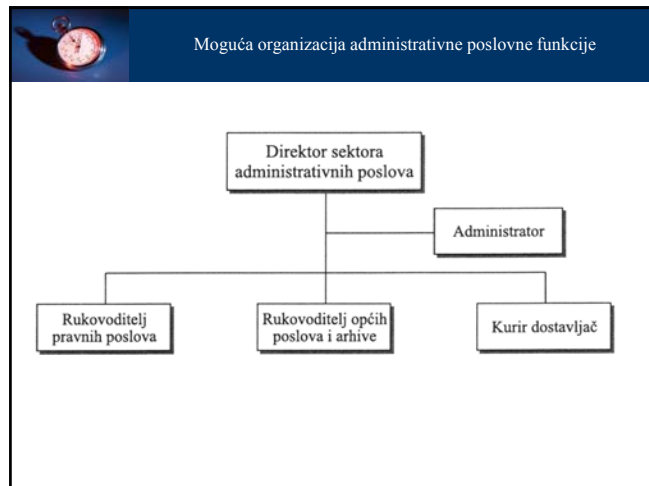 Moguća organizacija administrativne poslovne funkcije
Direktor sektora
administrativnih poslova
Administrator
Rukovoditelj
pravnih poslova
Rukovoditelj općih
poslova i arhive
Kurir dostavljač